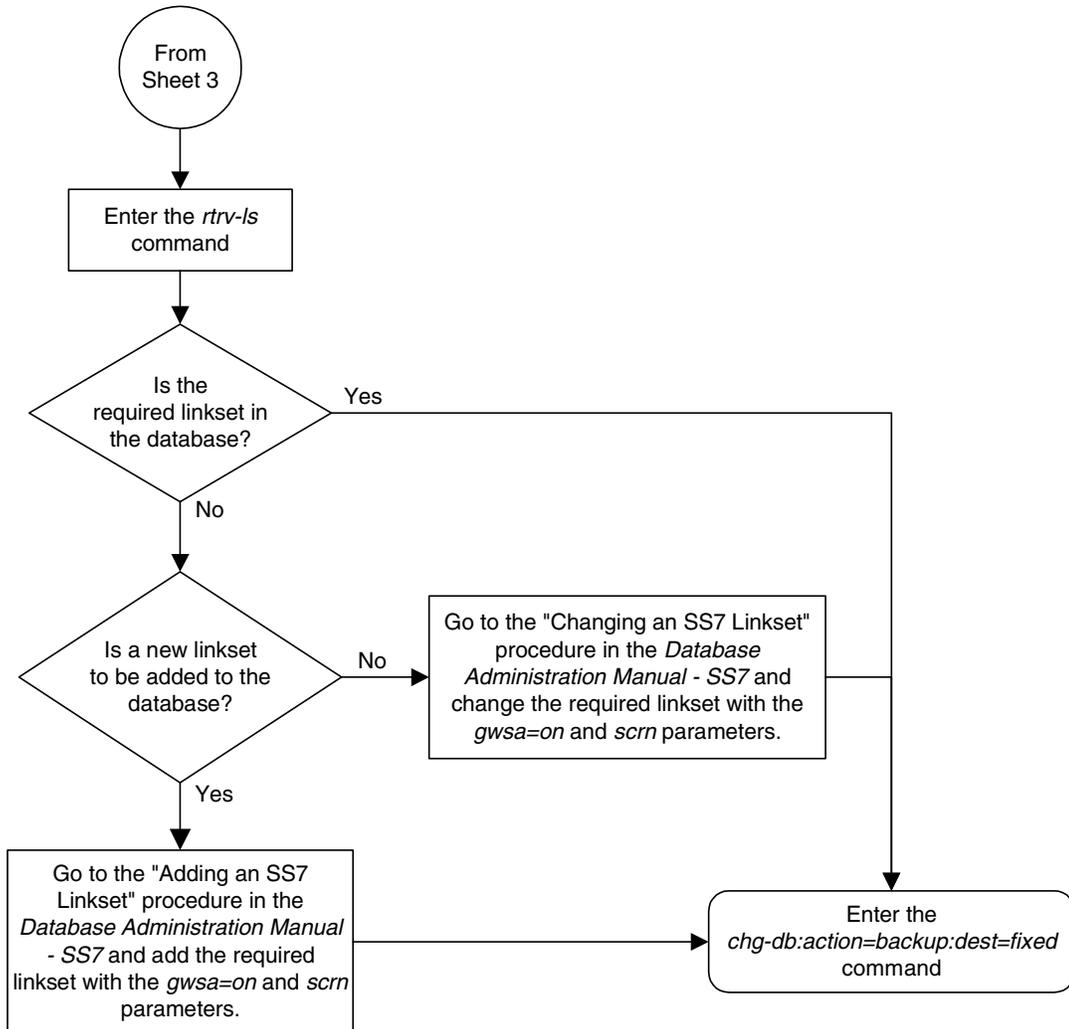 From
Sheet 3
Enter the rtrv-ls
command
Is the
required linkset in
the database?
Yes
No
Is a new linkset
to be added to the
database?
No
Go to the "Changing an SS7 Linkset"
procedure in the Database
Administration Manual - SS7 and
change the required linkset with the
gwsa=on and scrn parameters.
Yes
Go to the "Adding an SS7
Linkset" procedure in the
Database Administration Manual
- SS7 and add the required
linkset with the gwsa=on and scrn
parameters.
Enter the
chg-db:action=backup:dest=fixed
command